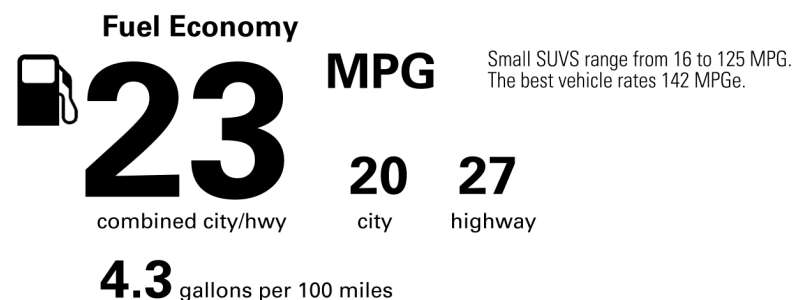 Fuel Economy
23
MPG
Small SUVS range from 16 to 125 MPG.
The best vehicle rates 142 MPGe.
20 27
combined city/hwy city highway
4.3 gallons per 100 miles